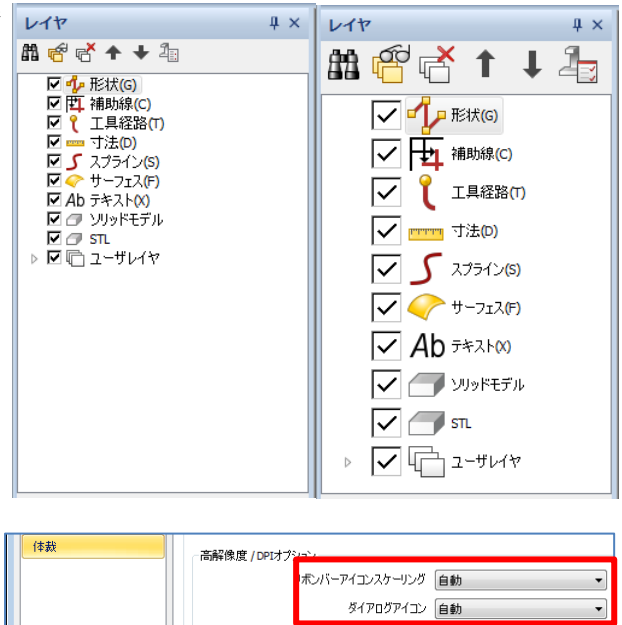 レイヤ
形状(G)
補助線(C)
工具経路(T)
寸法(D)
スプライン(S)
サーフェス(F)
Ab テキスト(X)
ソリッドモデル
STL
ユーザレイヤ
レイヤ
形状(G)
補助線(C)
工具経路(T)
寸法(D)
スプライン(S)
サーフェス(F)
Ab テキスト(X)
ソリッドモデル
STL
ユーザレイヤ
体裁
高解像度 / DPIオプション
リボンバーアイコンスケーリング 自動
ダイアログアイコン 自動